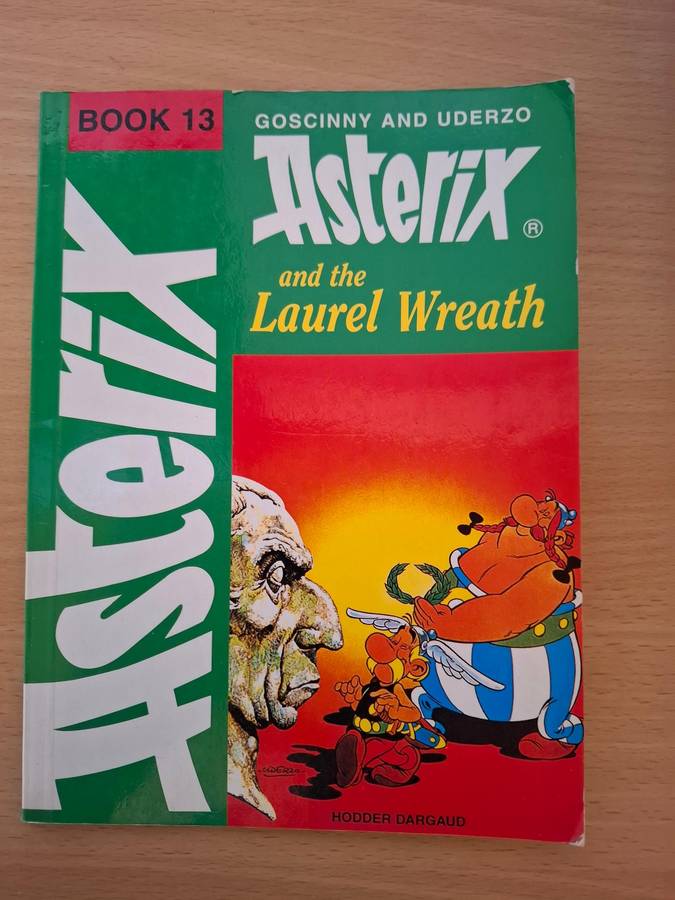 BOOK 13
Asterix
GOSCINNY AND UDERZO
Asterix ®
and the
Laurel Wreath
UDERZO
HODDER DARGAUD